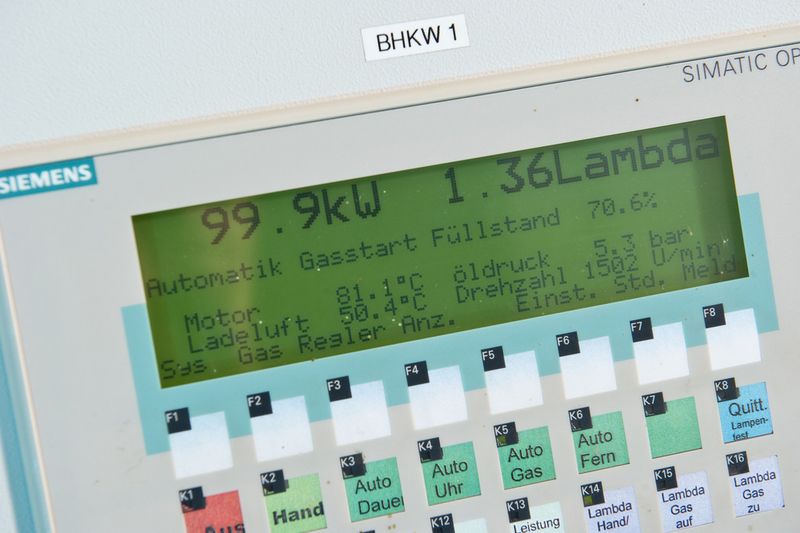 BHKW 1
SIMATIC OP
SIEMENS
99.9kW 1.36Lambda
Automatik Gasstart Füllstand 70.6%
Motor 81.1°C öldruck 5.3 bar
Ladeluft 50.4°C Drehzahl 1502 U/min
Sys Gas Regler Anz. Einst. Std. Meld
F1 F2 F3 F4 F5 F6 F7 F8
K1 Aus
K2 Hand
K3 Auto Dauer
K4 Auto Uhr
K5 Auto Gas
K6 Auto Fern
K7
K8 Quitt. Lampen-test
K12
K13 Leistung
K14 Lambda Hand/
K15 Lambda Gas auf
K16 Lambda Gas zu